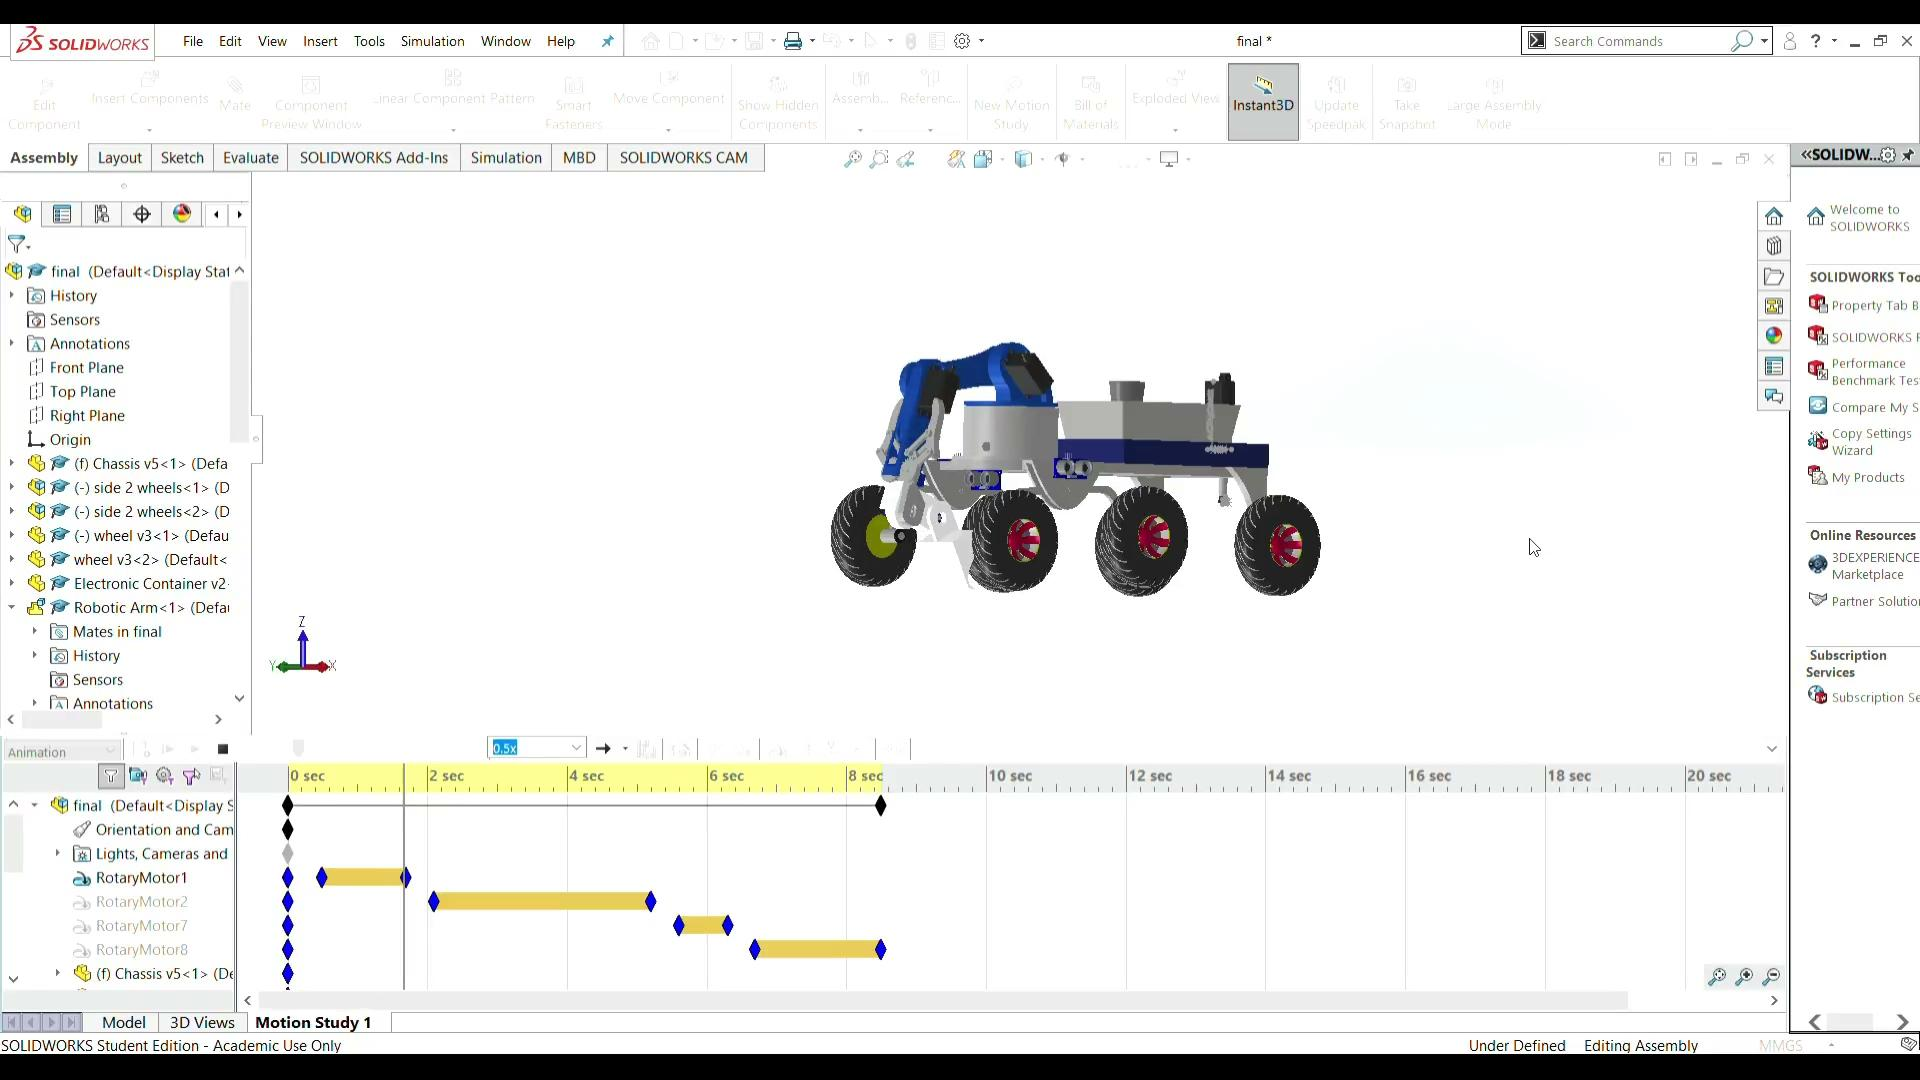 SOLIDWORKS
File Edit View Insert Tools Simulation Window Help
final *
Search Commands
Edit Component
Insert Components
Mate
Component Preview Window
Linear Component Pattern
Smart Fasteners
Move Component
Show Hidden Components
Assemb...
Referenc...
New Motion Study
Bill of Materials
Exploded View
Instant3D
Update Speedpak
Take Snapshot
Large Assembly Mode
Assembly Layout Sketch Evaluate SOLIDWORKS Add-Ins Simulation MBD SOLIDWORKS CAM
«SOLIDW...
final (Default<Display Stat
History
Sensors
Annotations
Front Plane
Top Plane
Right Plane
Origin
(f) Chassis v5<1> (Defa
(-) side 2 wheels<1> (D
(-) side 2 wheels<2> (D
(-) wheel v3<1> (Defau
wheel v3<2> (Default<
Electronic Container v2
Robotic Arm<1> (Defau
Mates in final
History
Sensors
Annotations
Z
Y X
Welcome to
SOLIDWORKS
SOLIDWORKS Too
Property Tab B
SOLIDWORKS R
Performance
Benchmark Tes
Compare My S
Copy Settings
Wizard
My Products
Online Resources
3DEXPERIENCE
Marketplace
Partner Solution
Subscription
Services
Subscription Se
Animation
0.5x
0 sec 2 sec 4 sec 6 sec 8 sec 10 sec 12 sec 14 sec 16 sec 18 sec 20 sec
final (Default<Display S
Orientation and Cam
Lights, Cameras and
RotaryMotor1
RotaryMotor2
RotaryMotor7
RotaryMotor8
(f) Chassis v5<1> (De
Model 3D Views Motion Study 1
SOLIDWORKS Student Edition - Academic Use Only
Under Defined Editing Assembly MMGS